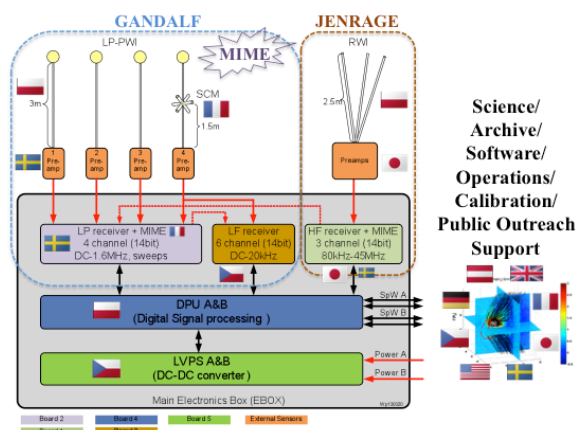 GANDALF
JENRAGE
LP-PWI
MIME
RWI
SCM
3m
1.5m
2.5m
1
Pre-
amp
2
Pre-
amp
3
Pre-
amp
4
Pre-
amp
Preamps
Science/
Archive/
Software/
Operations/
Calibration/
Public Outreach
Support
LP receiver + MIME
4 channel (14bit)
DC-1.6MHz, sweeps
LF receiver
6 channel (14bit)
DC-20kHz
HF receiver + MIME
3 channel (14bit)
80kHz-45MHz
DPU A&B
(Digital Signal processing )
SpW A
SpW B
LVPS A&B
(DC-DC converter)
Power A
Power B
Main Electronics Box (EBOX)
Board 2
Board 4
Board 5
External Sensors